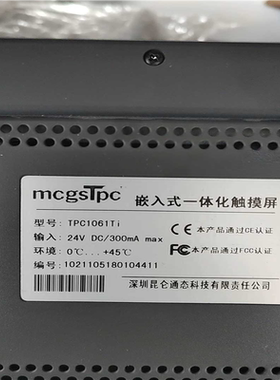 mcgsTpc 嵌入式一体化触摸屏
型号: TPC1061Ti
输入: 24V DC/300mA max
环境: 0℃ ... +45℃
编号: 1021105180104411
CE 本产品通过CE认证
FC 本产品通过FCC认证
深圳昆仑通态科技有限责任公司